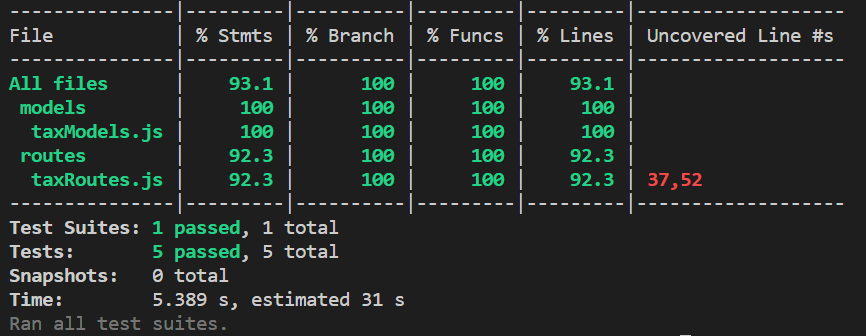 ---------------|---------|----------|---------|---------|-------------------
File           | % Stmts | % Branch | % Funcs | % Lines | Uncovered Line #s
---------------|---------|----------|---------|---------|-------------------
All files      |    93.1 |      100 |     100 |    93.1 |
 models        |     100 |      100 |     100 |     100 |
  taxModels.js |     100 |      100 |     100 |     100 |
 routes        |    92.3 |      100 |     100 |    92.3 |
  taxRoutes.js |    92.3 |      100 |     100 |    92.3 | 37,52
---------------|---------|----------|---------|---------|-------------------
Test Suites: 1 passed, 1 total
Tests:       5 passed, 5 total
Snapshots:   0 total
Time:        5.389 s, estimated 31 s
Ran all test suites.